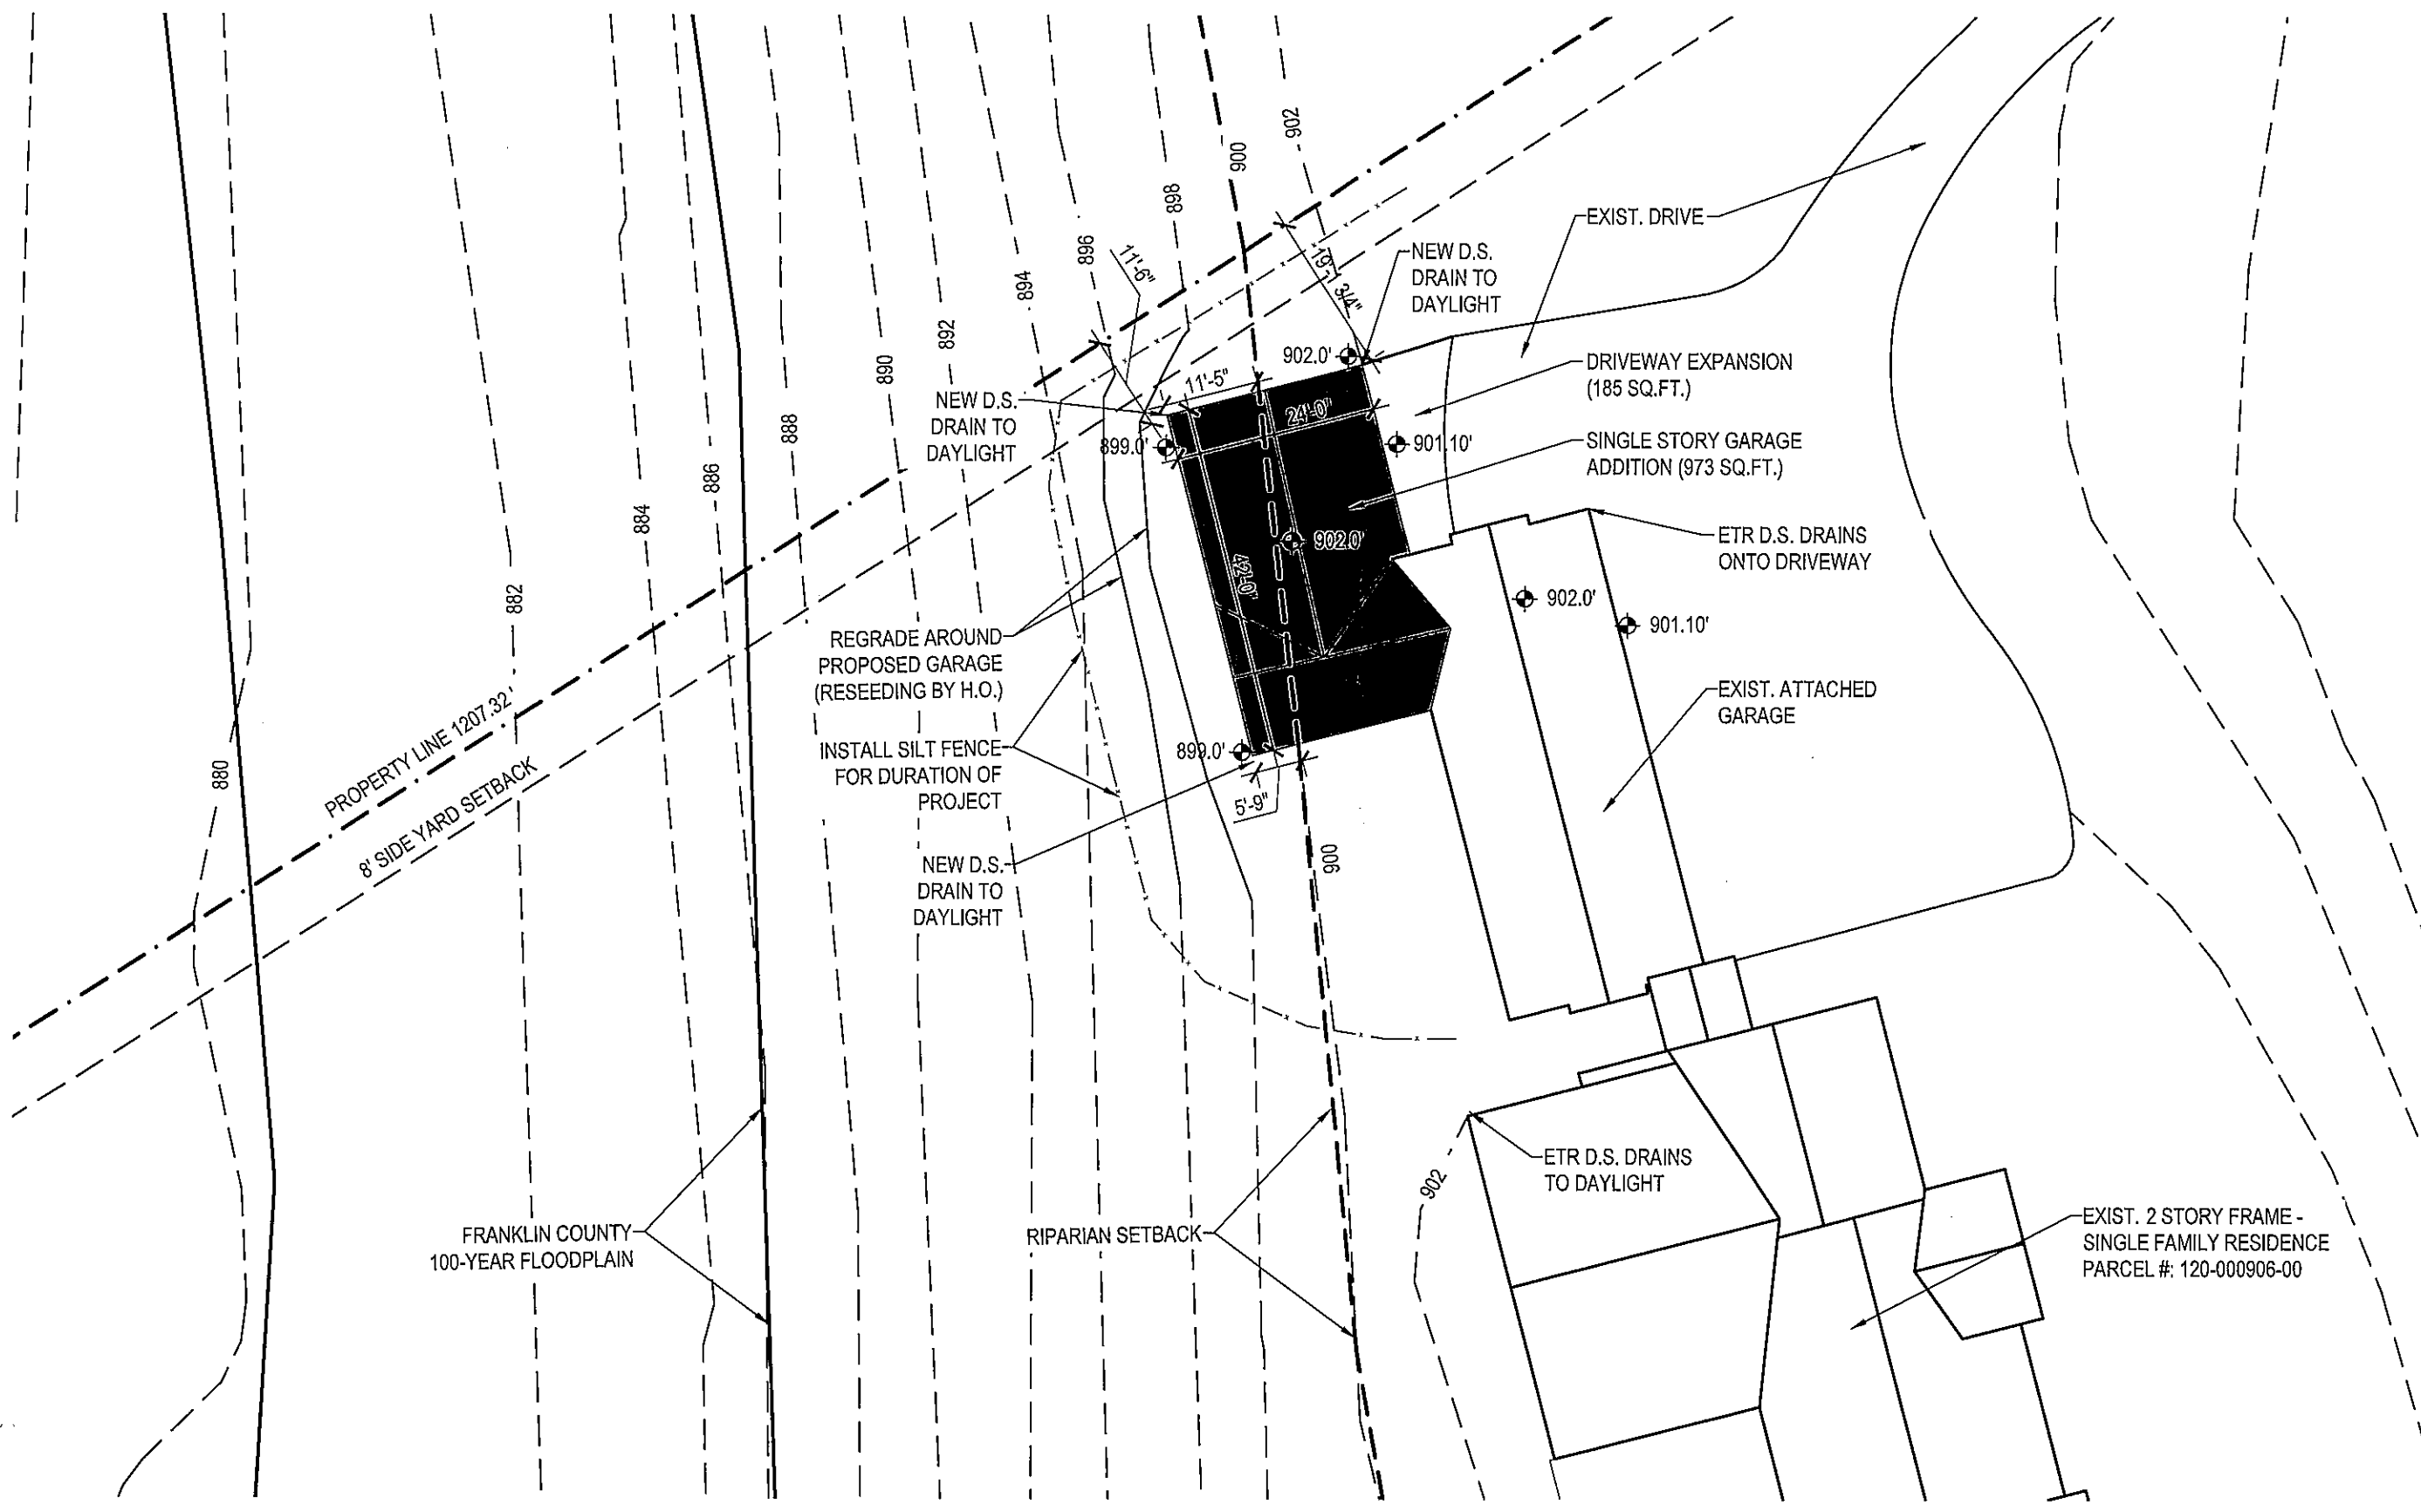 902
900
898
896
894
892
890
888
886
884
882
880
11'-6"
19'-1 3/4"
EXIST. DRIVE
NEW D.S.
DRAIN TO
DAYLIGHT
902.0'
DRIVEWAY EXPANSION
(185 SQ.FT.)
11'-5"
NEW D.S.
DRAIN TO
DAYLIGHT
24'-0"
899.0'
901.10'
SINGLE STORY GARAGE
ADDITION (973 SQ.FT.)
902.0'
42'-0"
ETR D.S. DRAINS
ONTO DRIVEWAY
902.0'
901.10'
REGRADE AROUND
PROPOSED GARAGE
(RESEEDING BY H.O.)
EXIST. ATTACHED
GARAGE
PROPERTY LINE 1207.32'
8' SIDE YARD SETBACK
INSTALL SILT FENCE
FOR DURATION OF
PROJECT
899.0'
5'-9"
NEW D.S.
DRAIN TO
DAYLIGHT
900
902
ETR D.S. DRAINS
TO DAYLIGHT
FRANKLIN COUNTY
100-YEAR FLOODPLAIN
RIPARIAN SETBACK
EXIST. 2 STORY FRAME -
SINGLE FAMILY RESIDENCE
PARCEL #: 120-000906-00